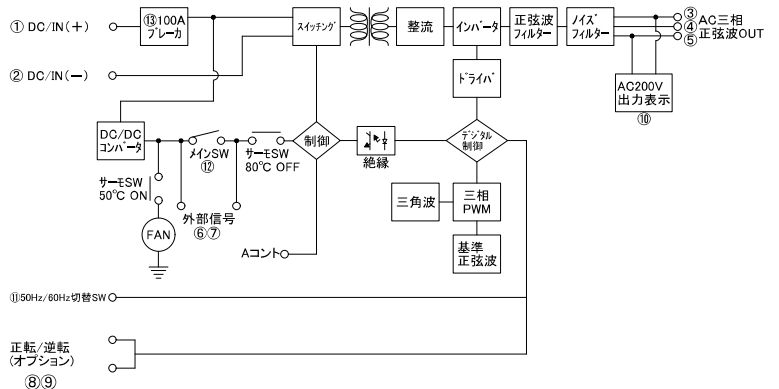 ① DC/IN(+)
⑬100A
ブレーカ
スイッチング
整流
インバータ
正弦波
フィルター
ノイズ
フィルター
③ AC三相
④ 正弦波OUT
⑤
② DC/IN(-)
ドライバ
AC200V
出力表示
⑩
DC/DC
コンバータ
メインSW
⑫
サーモSW
80℃ OFF
制御
絶縁
デジタル
制御
サーモSW
50℃ ON
外部信号
⑥⑦
FAN
三角波
三相
PWM
基準
正弦波
Aコント
⑪50Hz/60Hz切替SW
正転/逆転
(オプション)
⑧⑨